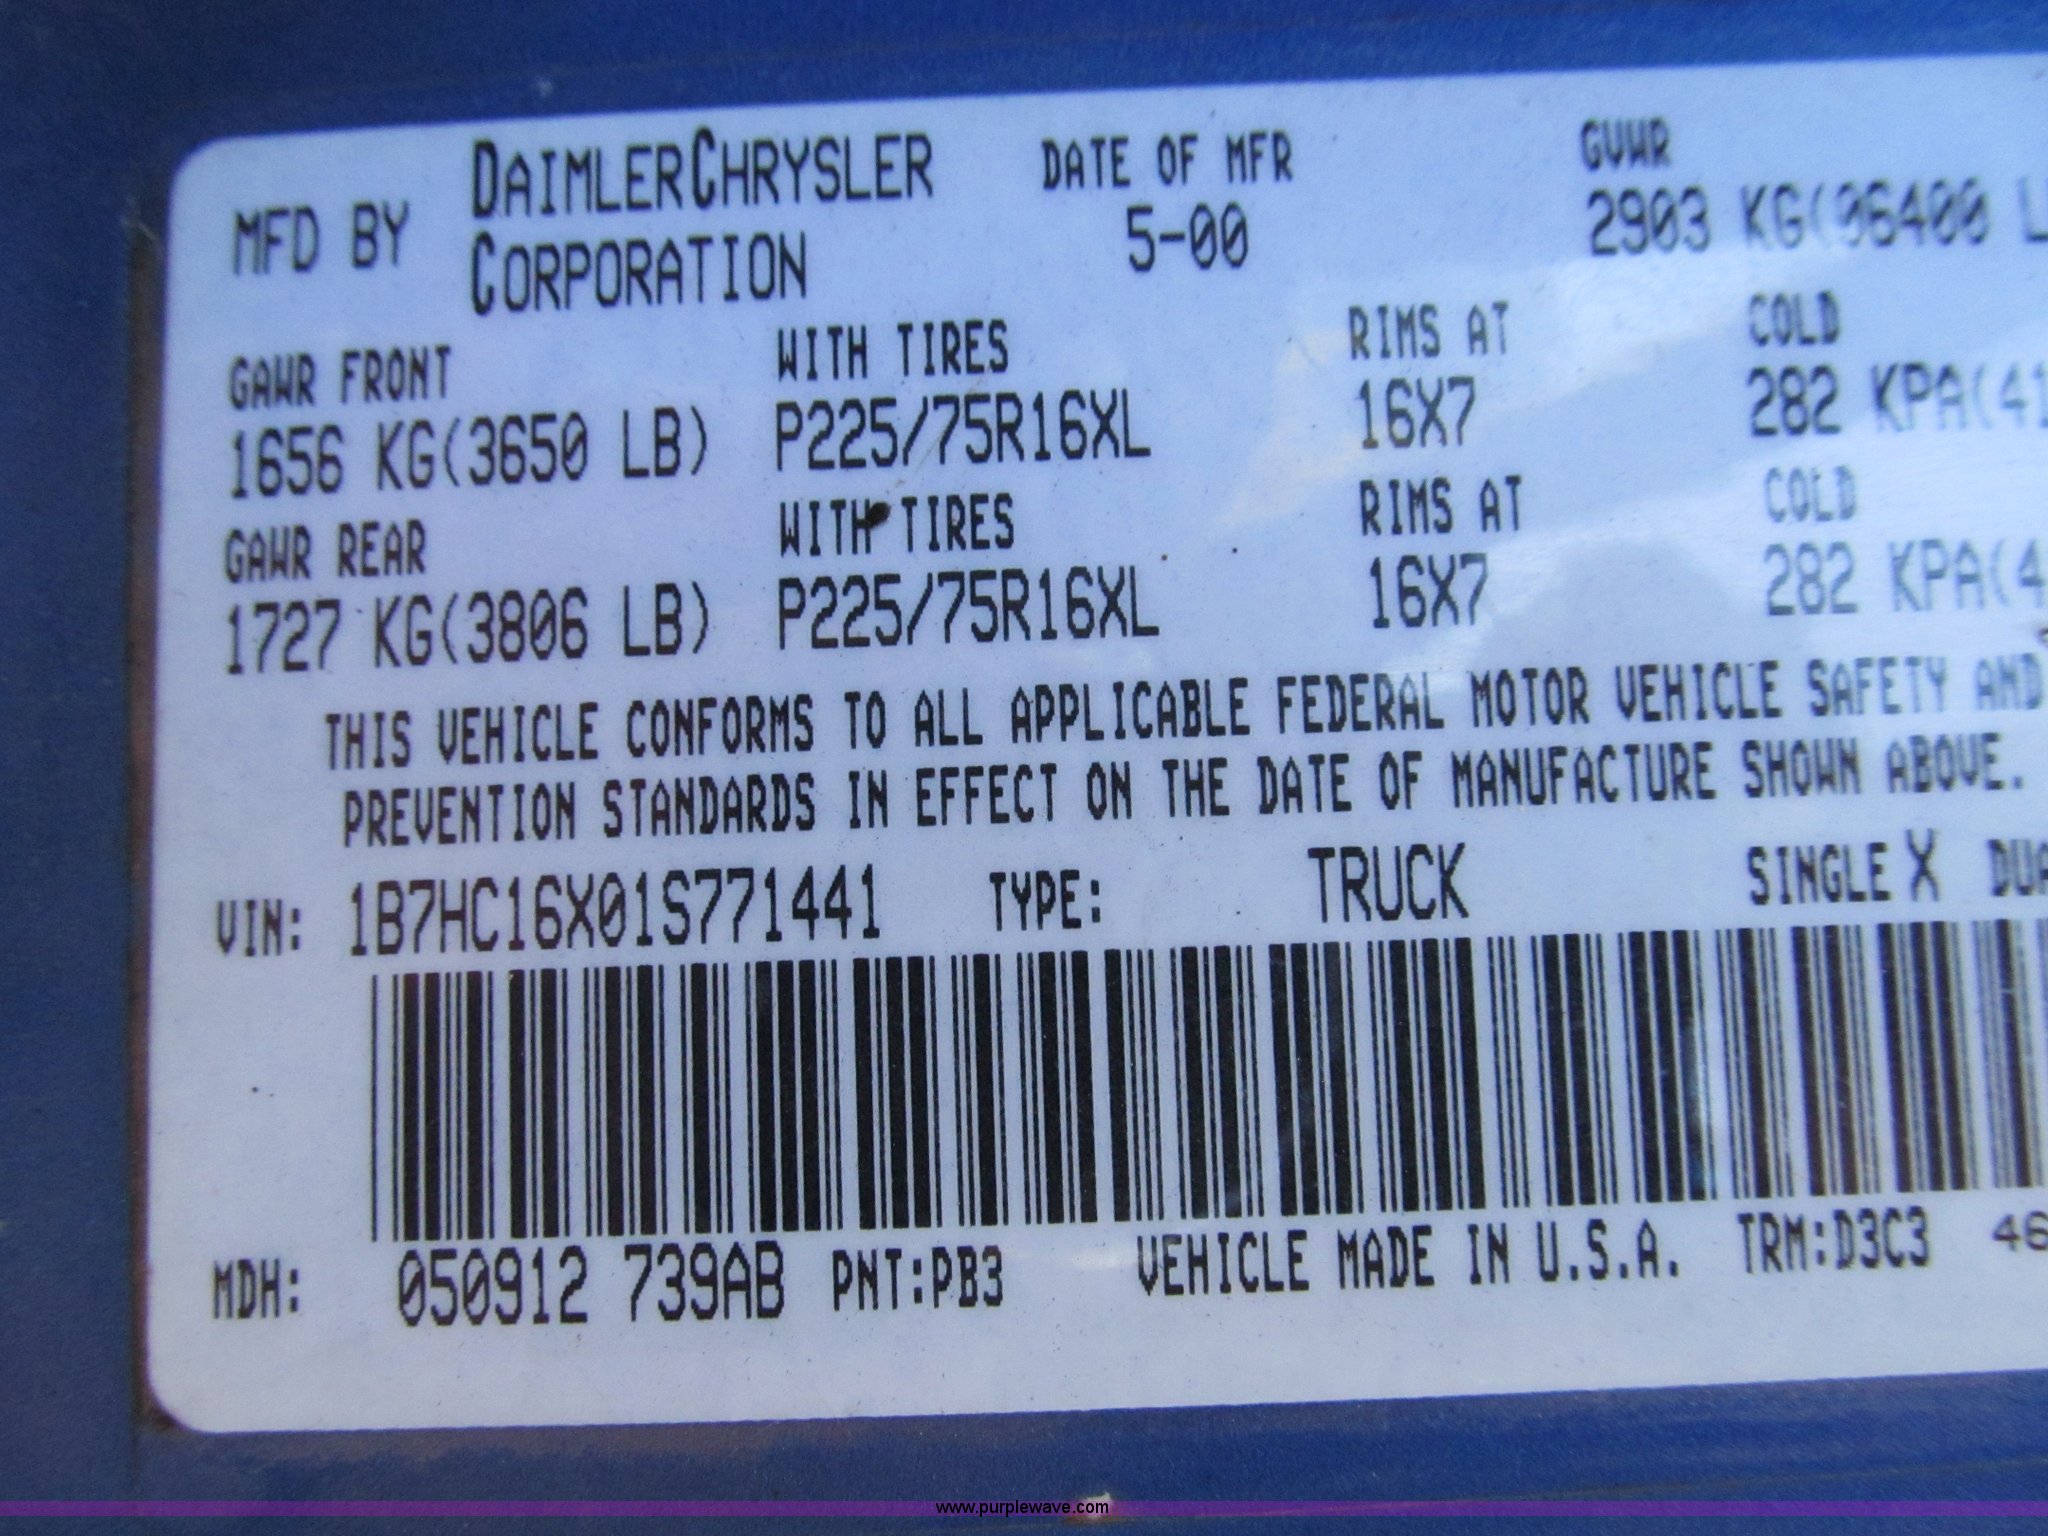 DAIMLERCHRYSLER DATE OF MFR GVWR
MFD BY CORPORATION 5-00 2903 KG(06400 L
GAWR FRONT WITH TIRES RIMS AT COLD
1656 KG(3650 LB) P225/75R16XL 16X7 282 KPA(41
GAWR REAR WITH TIRES RIMS AT COLD
1727 KG(3806 LB) P225/75R16XL 16X7 282 KPA(4
THIS VEHICLE CONFORMS TO ALL APPLICABLE FEDERAL MOTOR VEHICLE SAFETY AND
PREVENTION STANDARDS IN EFFECT ON THE DATE OF MANUFACTURE SHOWN ABOVE.
VIN: 1B7HC16X01S771441 TYPE: TRUCK SINGLE X DUA
MDH: 050912 739AB PNT:PB3 VEHICLE MADE IN U.S.A. TRM:D3C3 46
www.purplewave.com